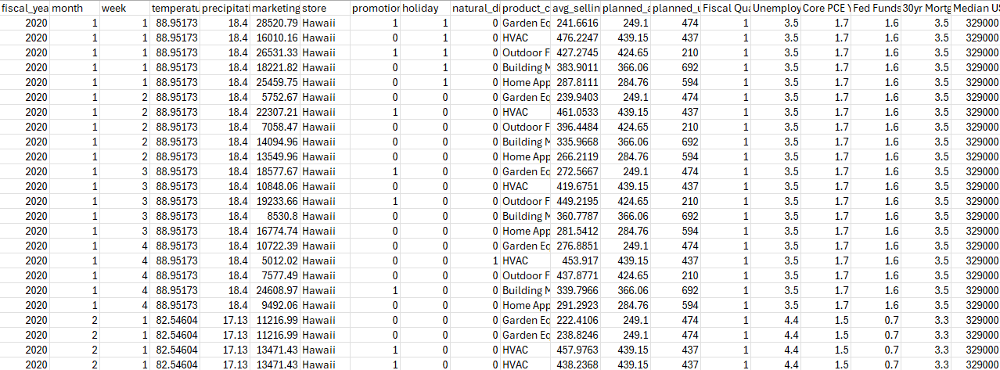 fiscal_yea month week temperatu precipitati marketing store promotion holiday natural_di product_c avg_sellin planned_a planned_u Fiscal Qua Unemploy Core PCE Y Fed Funds 30yr Mortg Median US
2020 1 1 88.95173 18.4 28520.79 Hawaii 1 1 0 Garden Eq 241.6616 249.1 474 1 3.5 1.7 1.6 3.5 329000
2020 1 1 88.95173 18.4 16010.16 Hawaii 0 1 0 HVAC 476.2247 439.15 437 1 3.5 1.7 1.6 3.5 329000
2020 1 1 88.95173 18.4 26531.33 Hawaii 1 1 0 Outdoor F 427.2745 424.65 210 1 3.5 1.7 1.6 3.5 329000
2020 1 1 88.95173 18.4 18221.82 Hawaii 0 1 0 Building M 383.9011 366.06 692 1 3.5 1.7 1.6 3.5 329000
2020 1 1 88.95173 18.4 25459.75 Hawaii 0 1 0 Home App 287.8111 284.76 594 1 3.5 1.7 1.6 3.5 329000
2020 1 2 88.95173 18.4 5752.67 Hawaii 0 0 0 Garden Eq 239.9403 249.1 474 1 3.5 1.7 1.6 3.5 329000
2020 1 2 88.95173 18.4 22307.21 Hawaii 1 0 0 HVAC 461.0533 439.15 437 1 3.5 1.7 1.6 3.5 329000
2020 1 2 88.95173 18.4 7058.47 Hawaii 0 0 0 Outdoor F 396.4484 424.65 210 1 3.5 1.7 1.6 3.5 329000
2020 1 2 88.95173 18.4 14094.96 Hawaii 0 0 0 Building M 335.9668 366.06 692 1 3.5 1.7 1.6 3.5 329000
2020 1 2 88.95173 18.4 13549.96 Hawaii 0 0 0 Home App 266.2119 284.76 594 1 3.5 1.7 1.6 3.5 329000
2020 1 3 88.95173 18.4 18577.67 Hawaii 1 0 0 Garden Eq 272.5667 249.1 474 1 3.5 1.7 1.6 3.5 329000
2020 1 3 88.95173 18.4 10848.06 Hawaii 0 0 0 HVAC 419.6751 439.15 437 1 3.5 1.7 1.6 3.5 329000
2020 1 3 88.95173 18.4 19233.66 Hawaii 1 0 0 Outdoor F 449.2195 424.65 210 1 3.5 1.7 1.6 3.5 329000
2020 1 3 88.95173 18.4 8530.8 Hawaii 0 0 0 Building M 360.7787 366.06 692 1 3.5 1.7 1.6 3.5 329000
2020 1 3 88.95173 18.4 16774.74 Hawaii 0 0 0 Home App 281.5412 284.76 594 1 3.5 1.7 1.6 3.5 329000
2020 1 4 88.95173 18.4 10722.39 Hawaii 0 0 0 Garden Eq 276.8851 249.1 474 1 3.5 1.7 1.6 3.5 329000
2020 1 4 88.95173 18.4 5012.02 Hawaii 0 0 1 HVAC 453.917 439.15 437 1 3.5 1.7 1.6 3.5 329000
2020 1 4 88.95173 18.4 7577.49 Hawaii 0 0 0 Outdoor F 437.8771 424.65 210 1 3.5 1.7 1.6 3.5 329000
2020 1 4 88.95173 18.4 24608.97 Hawaii 1 0 0 Building M 339.7966 366.06 692 1 3.5 1.7 1.6 3.5 329000
2020 1 4 88.95173 18.4 9492.06 Hawaii 0 0 0 Home App 291.2923 284.76 594 1 3.5 1.7 1.6 3.5 329000
2020 2 1 82.54604 17.13 11216.99 Hawaii 0 0 0 Garden Eq 222.4106 249.1 474 1 4.4 1.5 0.7 3.3 329000
2020 2 1 82.54604 17.13 11216.99 Hawaii 0 0 0 Garden Eq 238.8246 249.1 474 1 4.4 1.5 0.7 3.3 329000
2020 2 1 82.54604 17.13 13471.43 Hawaii 1 0 0 HVAC 457.9763 439.15 437 1 4.4 1.5 0.7 3.3 329000
2020 2 1 82.54604 17.13 13471.43 Hawaii 1 0 0 HVAC 438.2368 439.15 437 1 4.4 1.5 0.7 3.3 329000